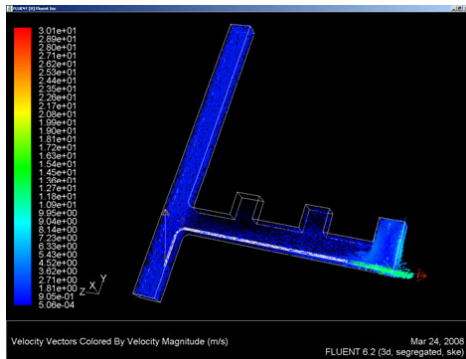 FLUENT [0] Fluent Inc
3.01e+01
2.89e+01
2.80e+01
2.71e+01
2.62e+01
2.53e+01
2.44e+01
2.35e+01
2.26e+01
2.17e+01
2.08e+01
1.99e+01
1.90e+01
1.81e+01
1.72e+01
1.63e+01
1.54e+01
1.45e+01
1.36e+01
1.27e+01
1.18e+01
1.09e+01
9.95e+00
9.04e+00
8.14e+00
7.23e+00
6.33e+00
5.43e+00
4.52e+00
3.62e+00
2.71e+00
1.81e+00
9.05e-01
5.06e-04
Y
Z X
Velocity Vectors Colored By Velocity Magnitude (m/s)
Mar 24, 2008
FLUENT 6.2 (3d, segregated, ske)